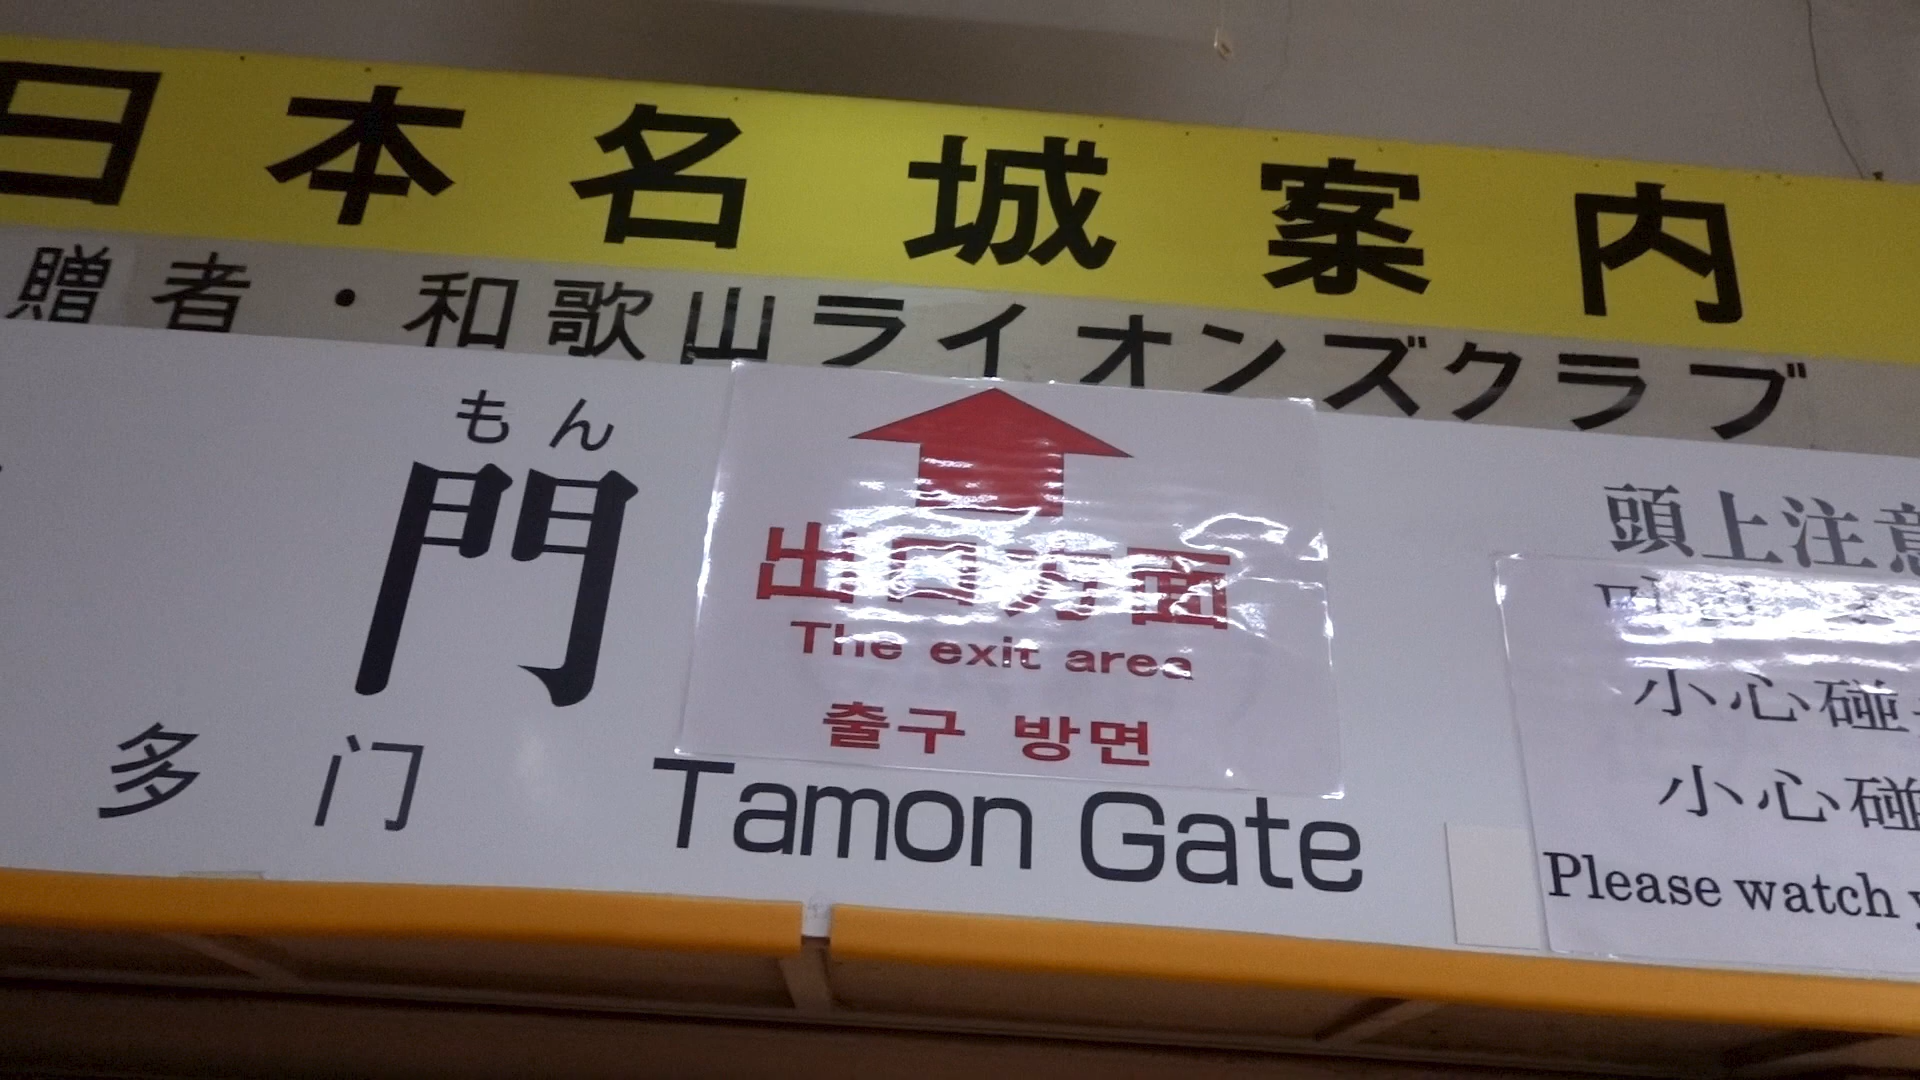 日本名城案内
贈者・和歌山ライオンズクラブ
もん
門
出口方面
The exit area
출구 방면
多门
Tamon Gate
頭上注意
小心碰
小心碰
Please watch